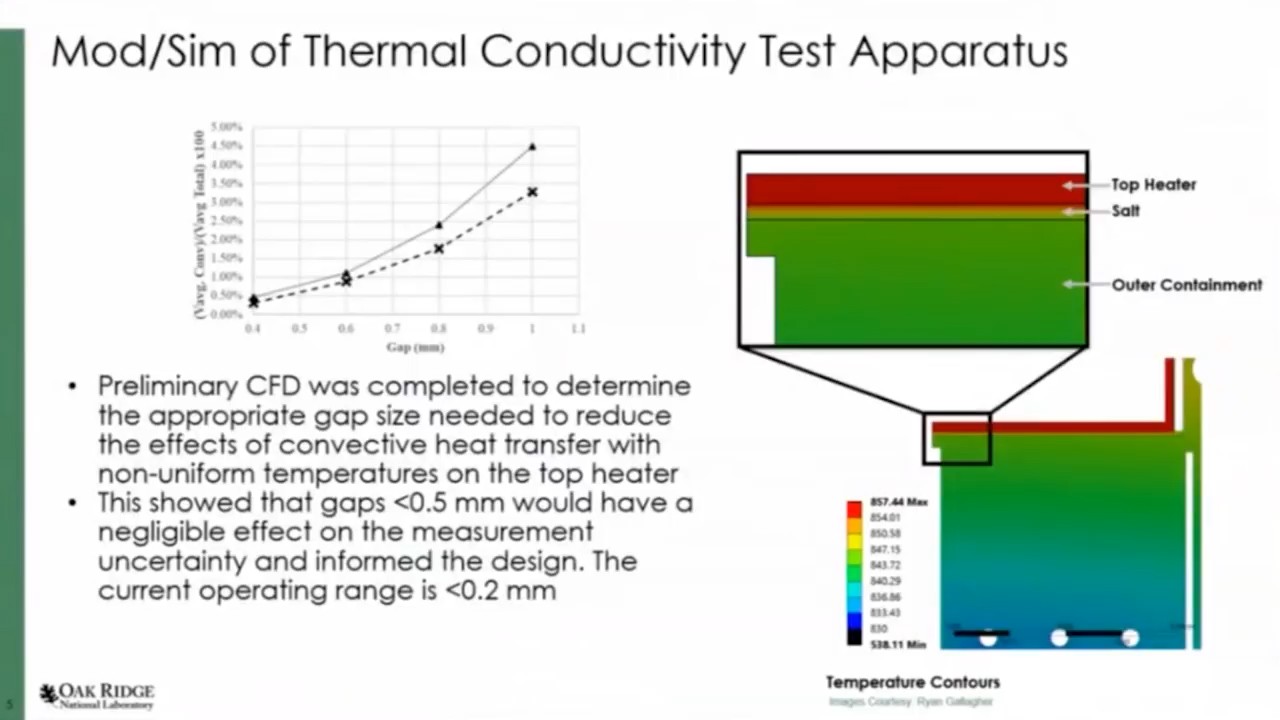 Mod/Sim of Thermal Conductivity Test Apparatus
(Vavg, Conv)/(Vavg Total) x100
5.00%
4.50%
4.00%
3.50%
3.00%
2.50%
2.00%
1.50%
1.00%
0.50%
0.00%
0.4 0.5 0.6 0.7 0.8 0.9 1 1.1
Gap (mm)
Top Heater
Salt
Outer Containment
• Preliminary CFD was completed to determine
the appropriate gap size needed to reduce
the effects of convective heat transfer with
non-uniform temperatures on the top heater
• This showed that gaps <0.5 mm would have a
negligible effect on the measurement
uncertainty and informed the design. The
current operating range is <0.2 mm
857.44 Max
854.01
850.58
847.15
843.72
840.29
836.86
833.43
830
538.11 Min
Temperature Contours
Images Courtesy: Ryan Gallagher
5
OAK RIDGE
National Laboratory